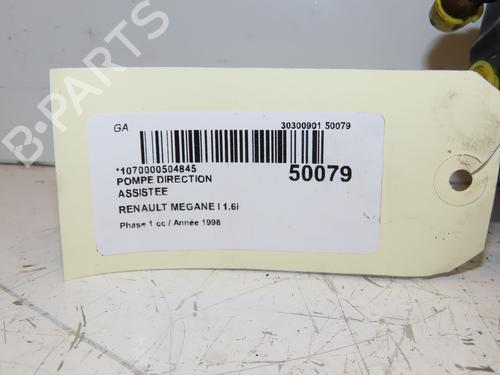 GA
30300901 50079
*1070000504845
50079
POMPE DIRECTION
ASSISTEE
RENAULT MEGANE I 1.6i
Phase 1 cc / Année 1998
B-PARTS